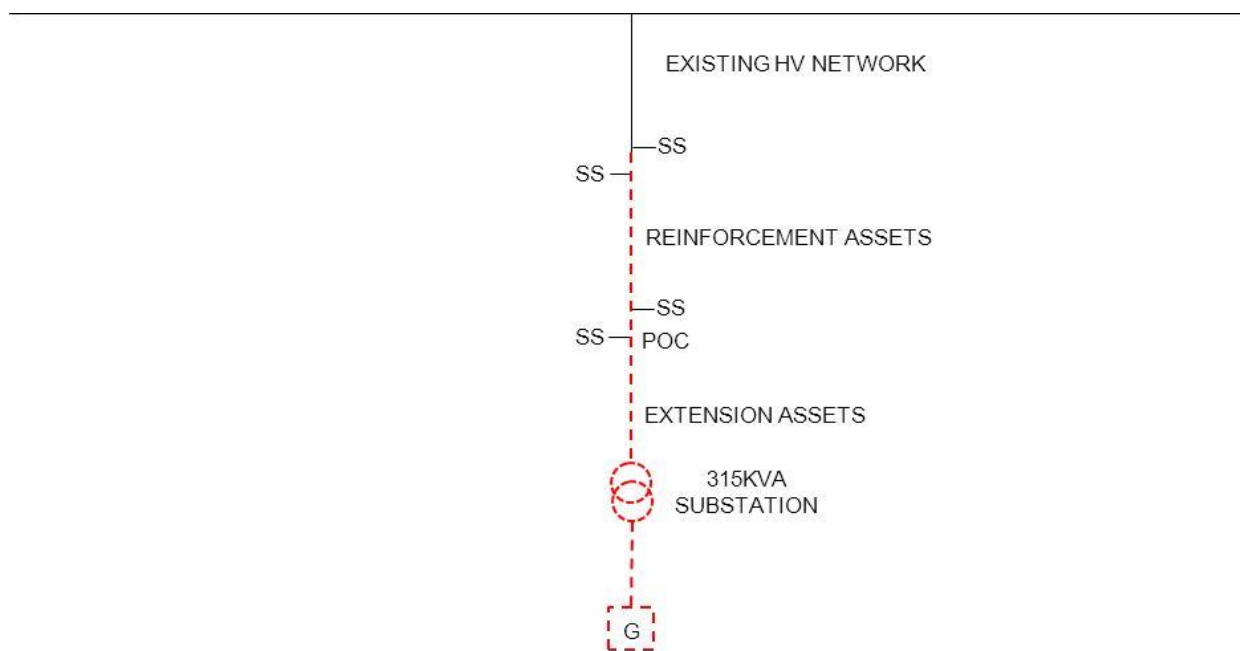 EXISTING HV NETWORK
SS
SS
REINFORCEMENT ASSETS
SS
SS
POC
EXTENSION ASSETS
315KVA
SUBSTATION
G